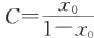 C = x₀ / (1 − x₀)